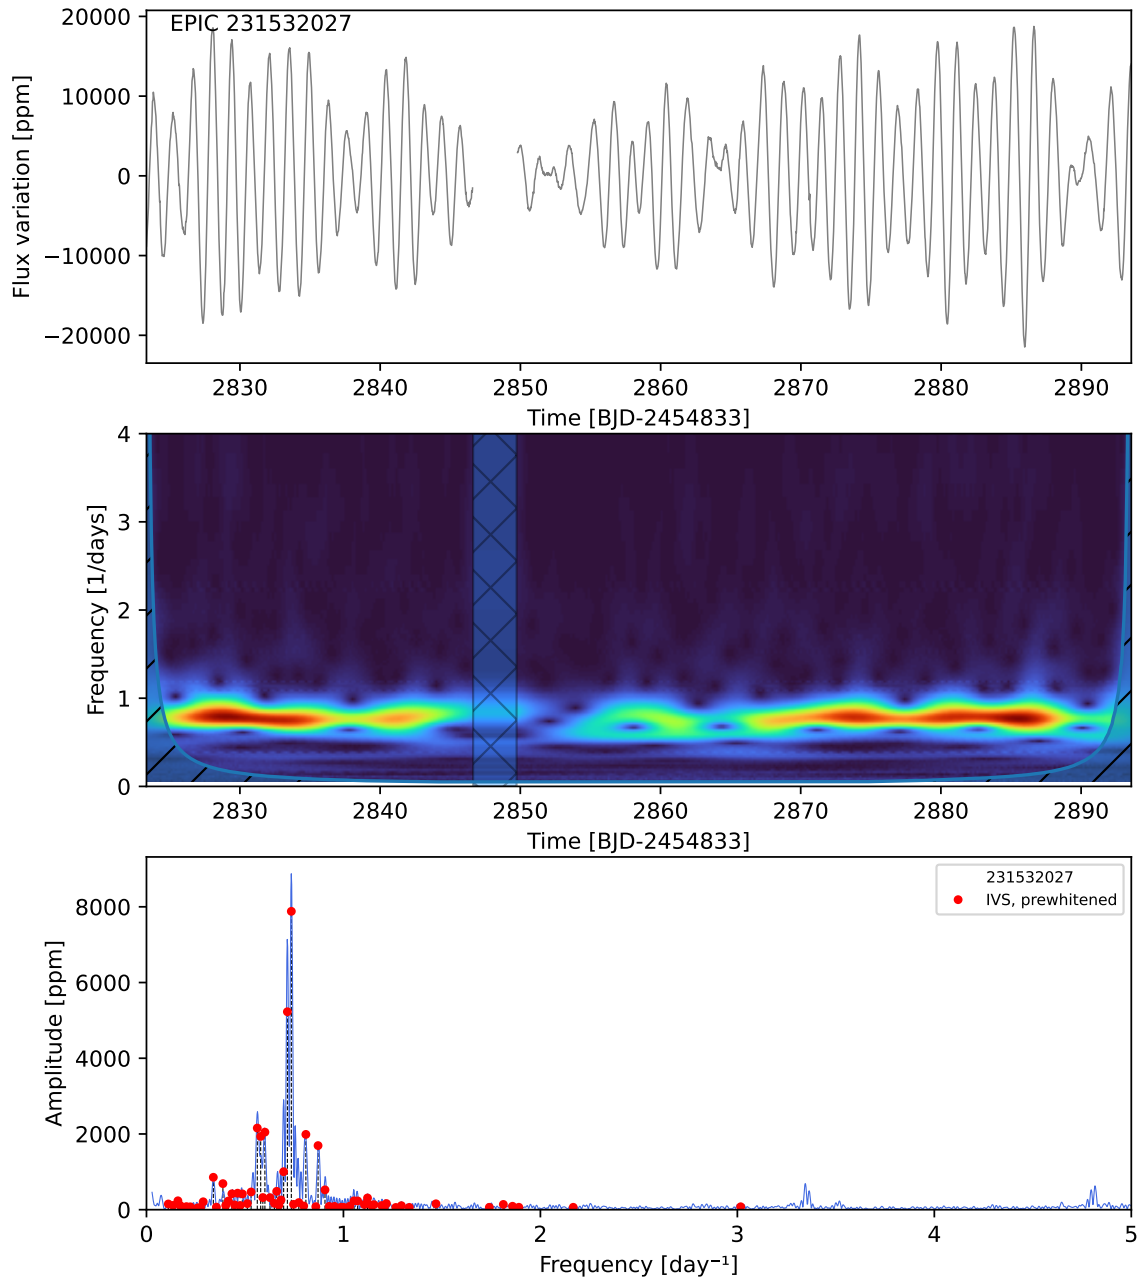 20000
EPIC 231532027
10000
0
−10000
−20000
Flux variation [ppm]
2830 2840 2850 2860 2870 2880 2890
Time [BJD-2454833]
4
3
2
1
0
Frequency [1/days]
2830 2840 2850 2860 2870 2880 2890
Time [BJD-2454833]
231532027
IVS, prewhitened
8000
6000
4000
2000
0
Amplitude [ppm]
0 1 2 3 4 5
Frequency [day⁻¹]